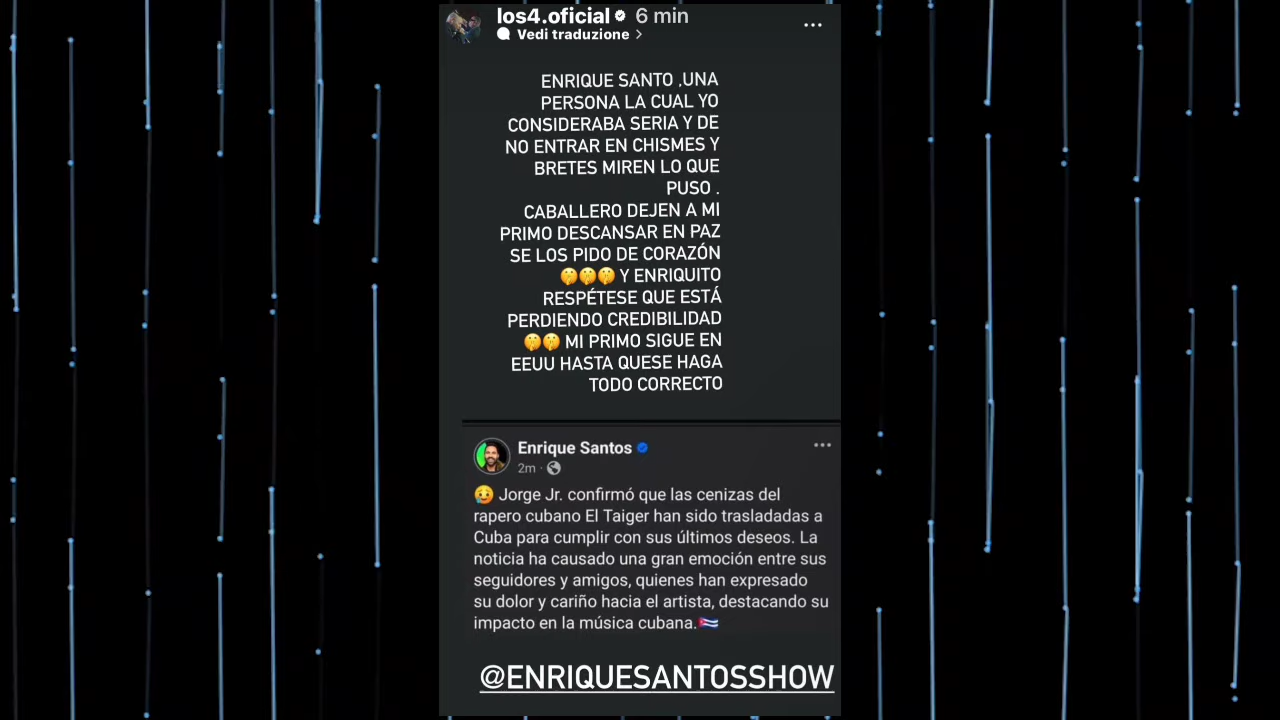 los4.oficial 6 min
Vedi traduzione >
ENRIQUE SANTO ,UNA
PERSONA LA CUAL YO
CONSIDERABA SERIA Y DE
NO ENTRAR EN CHISMES Y
BRETES MIREN LO QUE
PUSO .
CABALLERO DEJEN A MI
PRIMO DESCANSAR EN PAZ
SE LOS PIDO DE CORAZÓN
🤫🤫🤫 Y ENRIQUITO
RESPÉTESE QUE ESTÁ
PERDIENDO CREDIBILIDAD
🤫🤫 MI PRIMO SIGUE EN
EEUU HASTA QUESE HAGA
TODO CORRECTO
Enrique Santos
2m ·
😥 Jorge Jr. confirmó que las cenizas del
rapero cubano El Taiger han sido trasladadas a
Cuba para cumplir con sus últimos deseos. La
noticia ha causado una gran emoción entre sus
seguidores y amigos, quienes han expresado
su dolor y cariño hacia el artista, destacando su
impacto en la música cubana.🇨🇺
@ENRIQUESANTOSSHOW